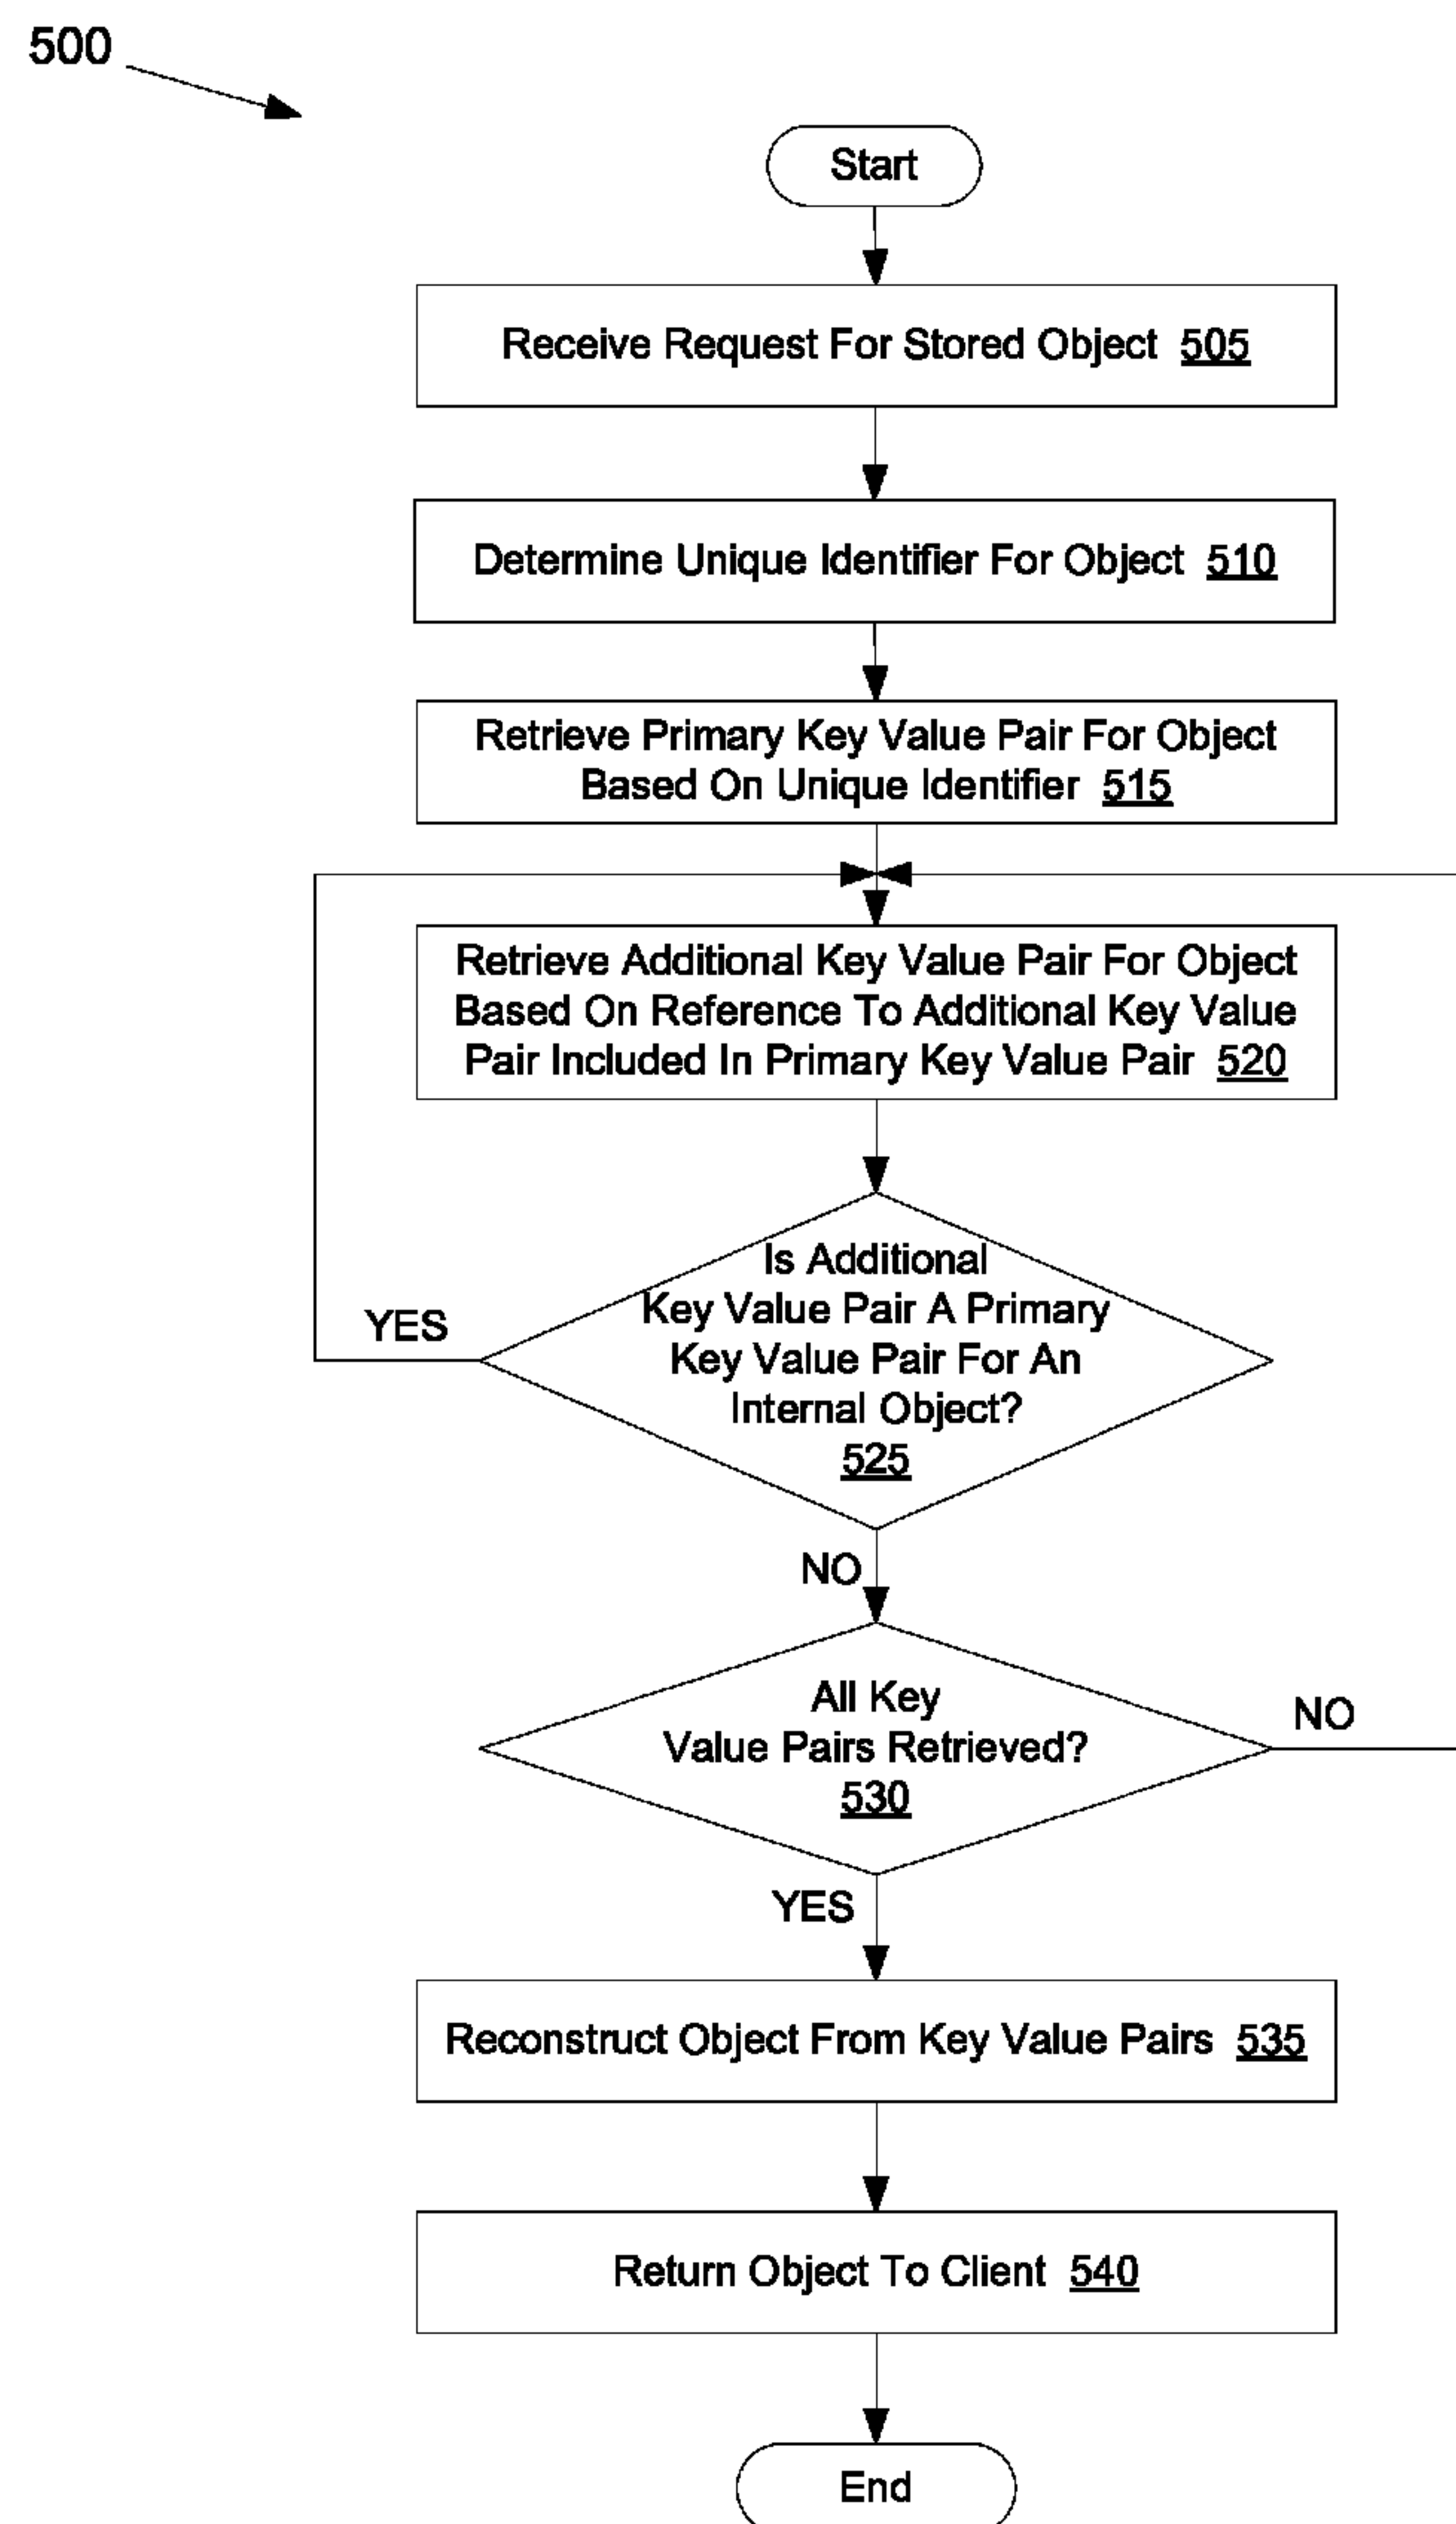 500
Start
Receive Request For Stored Object 505
Determine Unique Identifier For Object 510
Retrieve Primary Key Value Pair For Object
Based On Unique Identifier 515
Retrieve Additional Key Value Pair For Object
Based On Reference To Additional Key Value
Pair Included In Primary Key Value Pair 520
Is Additional
Key Value Pair A Primary
Key Value Pair For An
Internal Object?
525
YES
NO
All Key
Value Pairs Retrieved?
530
NO
YES
Reconstruct Object From Key Value Pairs 535
Return Object To Client 540
End